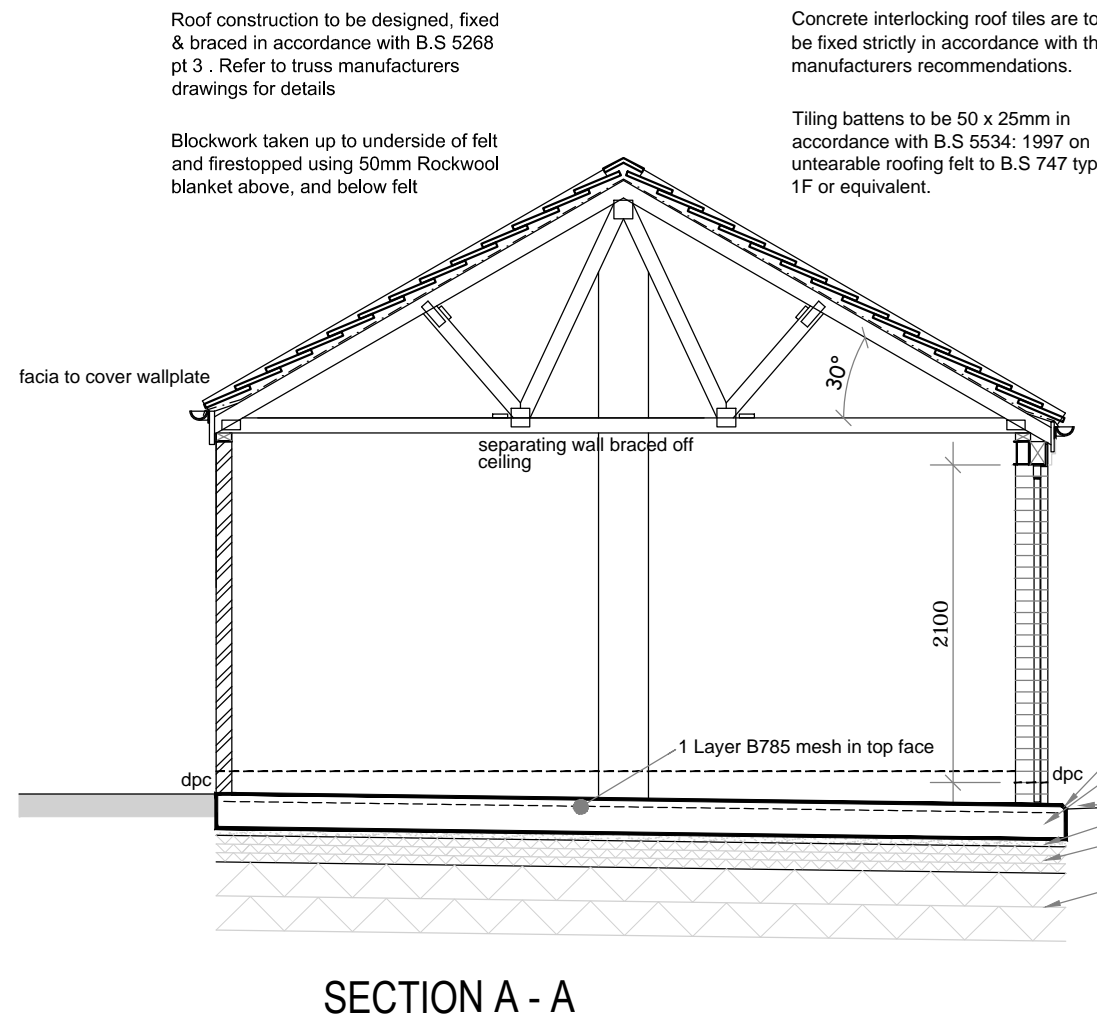 Roof construction to be designed, fixed
& braced in accordance with B.S 5268
pt 3 . Refer to truss manufacturers
drawings for details
Blockwork taken up to underside of felt
and firestopped using 50mm Rockwool
blanket above, and below felt
Concrete interlocking roof tiles are to
be fixed strictly in accordance with th
manufacturers recommendations.
Tiling battens to be 50 x 25mm in
accordance with B.S 5534: 1997 on
untearable roofing felt to B.S 747 typ
1F or equivalent.
facia to cover wallplate
30°
separating wall braced off
ceiling
2100
1 Layer B785 mesh in top face
dpc
dpc
SECTION A - A